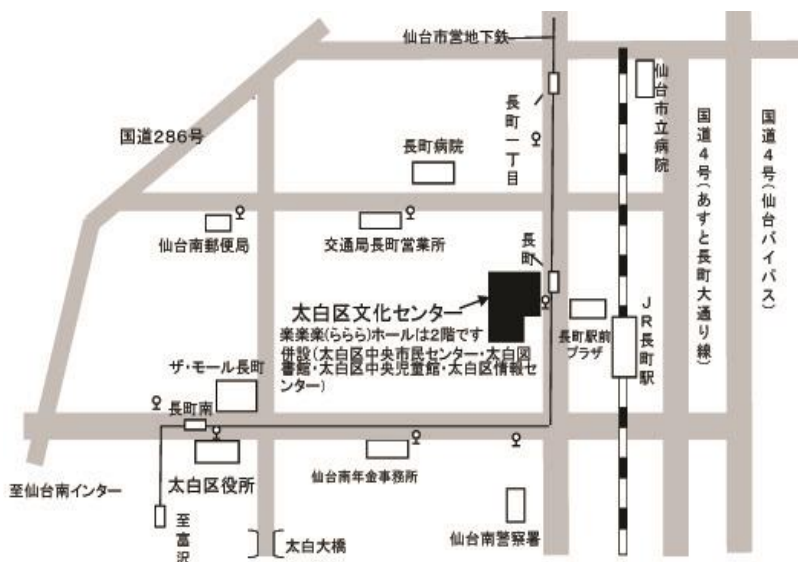 仙台市営地下鉄
国道286号
長町一丁目
仙台市立病院
国道4号(あすと長町大通り線)
国道4号(仙台バイパス)
長町病院
仙台南郵便局
交通局長町営業所
長町
太白区文化センター
楽楽楽(ららら)ホールは2階です
併設(太白区中央市民センター・太白図
書館・太白区中央児童館・太白区情報セ
ンター)
長町駅前
プラザ
JR長町駅
ザ・モール長町
長町南
太白区役所
仙台南年金事務所
仙台南警察署
至仙台南インター
至富沢
太白大橋